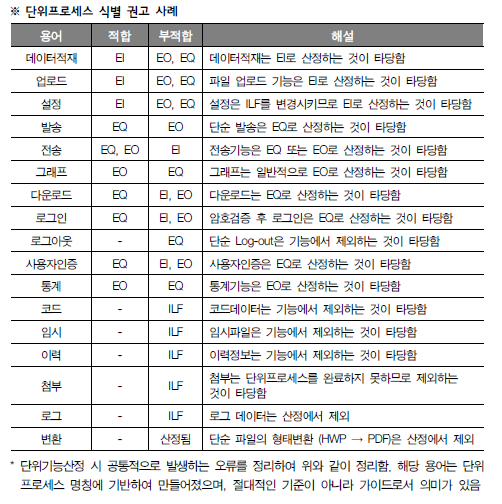 ※ 단위프로세스 식별 권고 사례
용어 적합 부적합 해설
데이터적재 EI EO, EQ 데이터적재는 EI로 산정하는 것이 타당함
업로드 EI EO, EQ 파일 업로드 기능은 EI로 산정하는 것이 타당함
설정 EI EO, EQ 설정은 ILF를 변경시키므로 EI로 산정하는 것이 타당함
발송 EQ EO 단순 발송은 EQ로 산정하는 것이 타당함
전송 EQ, EO EI 전송기능은 EQ 또는 EO로 산정하는 것이 타당함
그래프 EO EQ 그래프는 일반적으로 EO로 산정하는 것이 타당함
다운로드 EQ EI, EO 다운로드는 EQ로 산정하는 것이 타당함
로그인 EQ EI, EO 암호검증 후 로그인은 EQ로 산정하는 것이 타당함
로그아웃 - EQ 단순 Log-out은 기능에서 제외하는 것이 타당함
사용자인증 EQ EI, EO 사용자인증은 EQ로 산정하는 것이 타당함
통계 EO EQ 통계기능은 EO로 산정하는 것이 타당함
코드 - ILF 코드데이터는 기능에서 제외하는 것이 타당함
임시 - ILF 임시파일은 기능에서 제외하는 것이 타당함
이력 - ILF 이력정보는 기능에서 제외하는 것이 타당함
첨부 - ILF 첨부는 단위프로세스를 완료하지 못하므로 제외하는
것이 타당함
로그 - ILF 로그 데이터는 산정에서 제외
변환 - 산정됨 단순 파일의 형태변환 (HWP → PDF)은 산정에서 제외
* 단위기능산정 시 공통적으로 발생하는 오류를 정리하여 위와 같이 정리함. 해당 용어는 단위
프로세스 명칭에 기반하여 만들어졌으며, 절대적인 기준이 아니라 가이드로서 의미가 있음